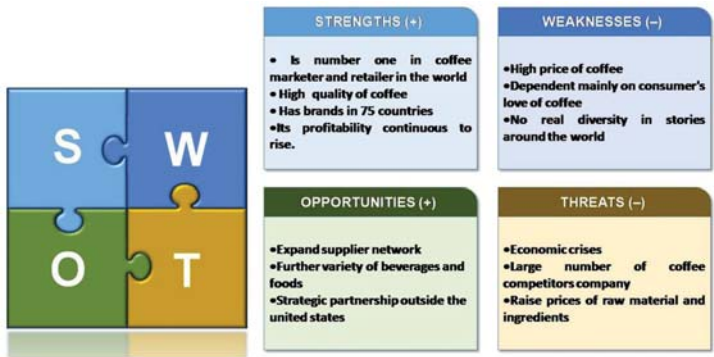 S W
O T
STRENGTHS (+)
• Is number one in coffee
marketer and retailer in the world
• High quality of coffee
• Has brands in 75 countries
•Its profitability continuous to
rise.
WEAKNESSES (–)
•High price of coffee
•Dependent mainly on consumer's
love of coffee
•No real diversity in stories
around the world
OPPORTUNITIES (+)
•Expand supplier network
•Further variety of beverages and
foods
•Strategic partnership outside the
united states
THREATS (–)
•Economic crises
•Large number of coffee
competitors company
•Raise prices of raw material and
ingredients